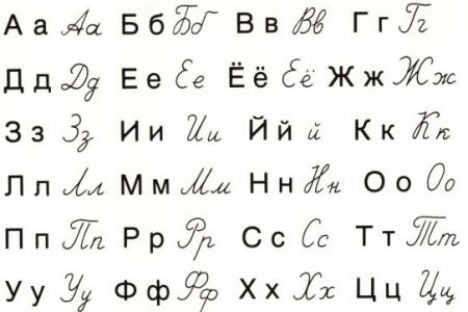 А а Аа Б б Бб В в Вв Г г Гг
Д д Дд Е е Ее Ё ё Ёё Ж ж Жж
З з Зз И и Ии Й й й К к Кк
Л л Лл М м Мм Н н Нн О о Оо
П п Пп Р р Рр С с Сс Т т Тт
У у Уу Ф ф Фф Х х Хх Ц ц Цц